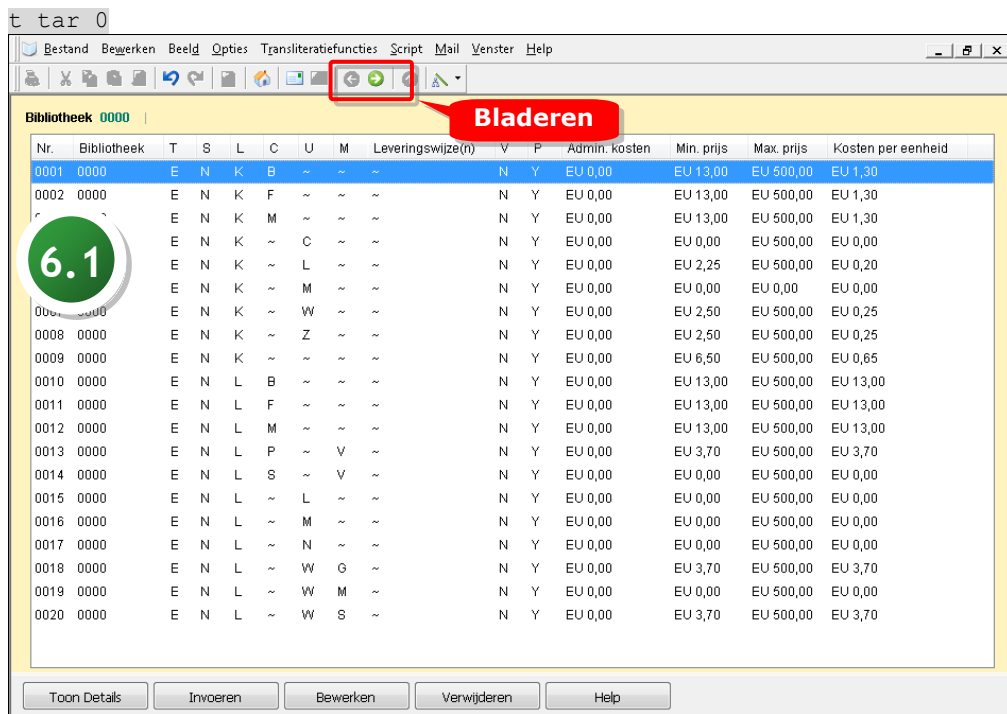 t tar 0
Bestand Bewerken Beeld Opties Transliteratiefuncties Script Mail Venster Help
Bladeren
Bibliotheek 0000 |
Nr. Bibliotheek T S L C U M Leveringswijze(n) V P Admin. kosten Min. prijs Max. prijs Kosten per eenheid
0001 0000 E N K B ~ ~ ~ N Y EU 0,00 EU 13,00 EU 500,00 EU 1,30
0002 0000 E N K F ~ ~ ~ N Y EU 0,00 EU 13,00 EU 500,00 EU 1,30
E N K M ~ ~ ~ N Y EU 0,00 EU 13,00 EU 500,00 EU 1,30
E N K ~ C ~ ~ N Y EU 0,00 EU 0,00 EU 500,00 EU 0,00
6.1
E N K ~ L ~ ~ N Y EU 0,00 EU 2,25 EU 500,00 EU 0,20
E N K ~ M ~ ~ N Y EU 0,00 EU 0,00 EU 0,00 EU 0,00
E N K ~ W ~ ~ N Y EU 0,00 EU 2,50 EU 500,00 EU 0,25
0008 0000 E N K ~ Z ~ ~ N Y EU 0,00 EU 2,50 EU 500,00 EU 0,25
0009 0000 E N K ~ ~ ~ ~ N Y EU 0,00 EU 6,50 EU 500,00 EU 0,65
0010 0000 E N L B ~ ~ ~ N Y EU 0,00 EU 13,00 EU 500,00 EU 13,00
0011 0000 E N L F ~ ~ ~ N Y EU 0,00 EU 13,00 EU 500,00 EU 13,00
0012 0000 E N L M ~ ~ ~ N Y EU 0,00 EU 13,00 EU 500,00 EU 13,00
0013 0000 E N L P ~ V ~ N Y EU 0,00 EU 3,70 EU 500,00 EU 3,70
0014 0000 E N L S ~ V ~ N Y EU 0,00 EU 0,00 EU 500,00 EU 0,00
0015 0000 E N L ~ L ~ ~ N Y EU 0,00 EU 0,00 EU 500,00 EU 0,00
0016 0000 E N L ~ M ~ ~ N Y EU 0,00 EU 0,00 EU 500,00 EU 0,00
0017 0000 E N L ~ N ~ ~ N Y EU 0,00 EU 0,00 EU 500,00 EU 0,00
0018 0000 E N L ~ W G ~ N Y EU 0,00 EU 3,70 EU 500,00 EU 3,70
0019 0000 E N L ~ W M ~ N Y EU 0,00 EU 0,00 EU 500,00 EU 0,00
0020 0000 E N L ~ W S ~ N Y EU 0,00 EU 3,70 EU 500,00 EU 3,70
Toon Details Invoeren Bewerken Verwijderen Help